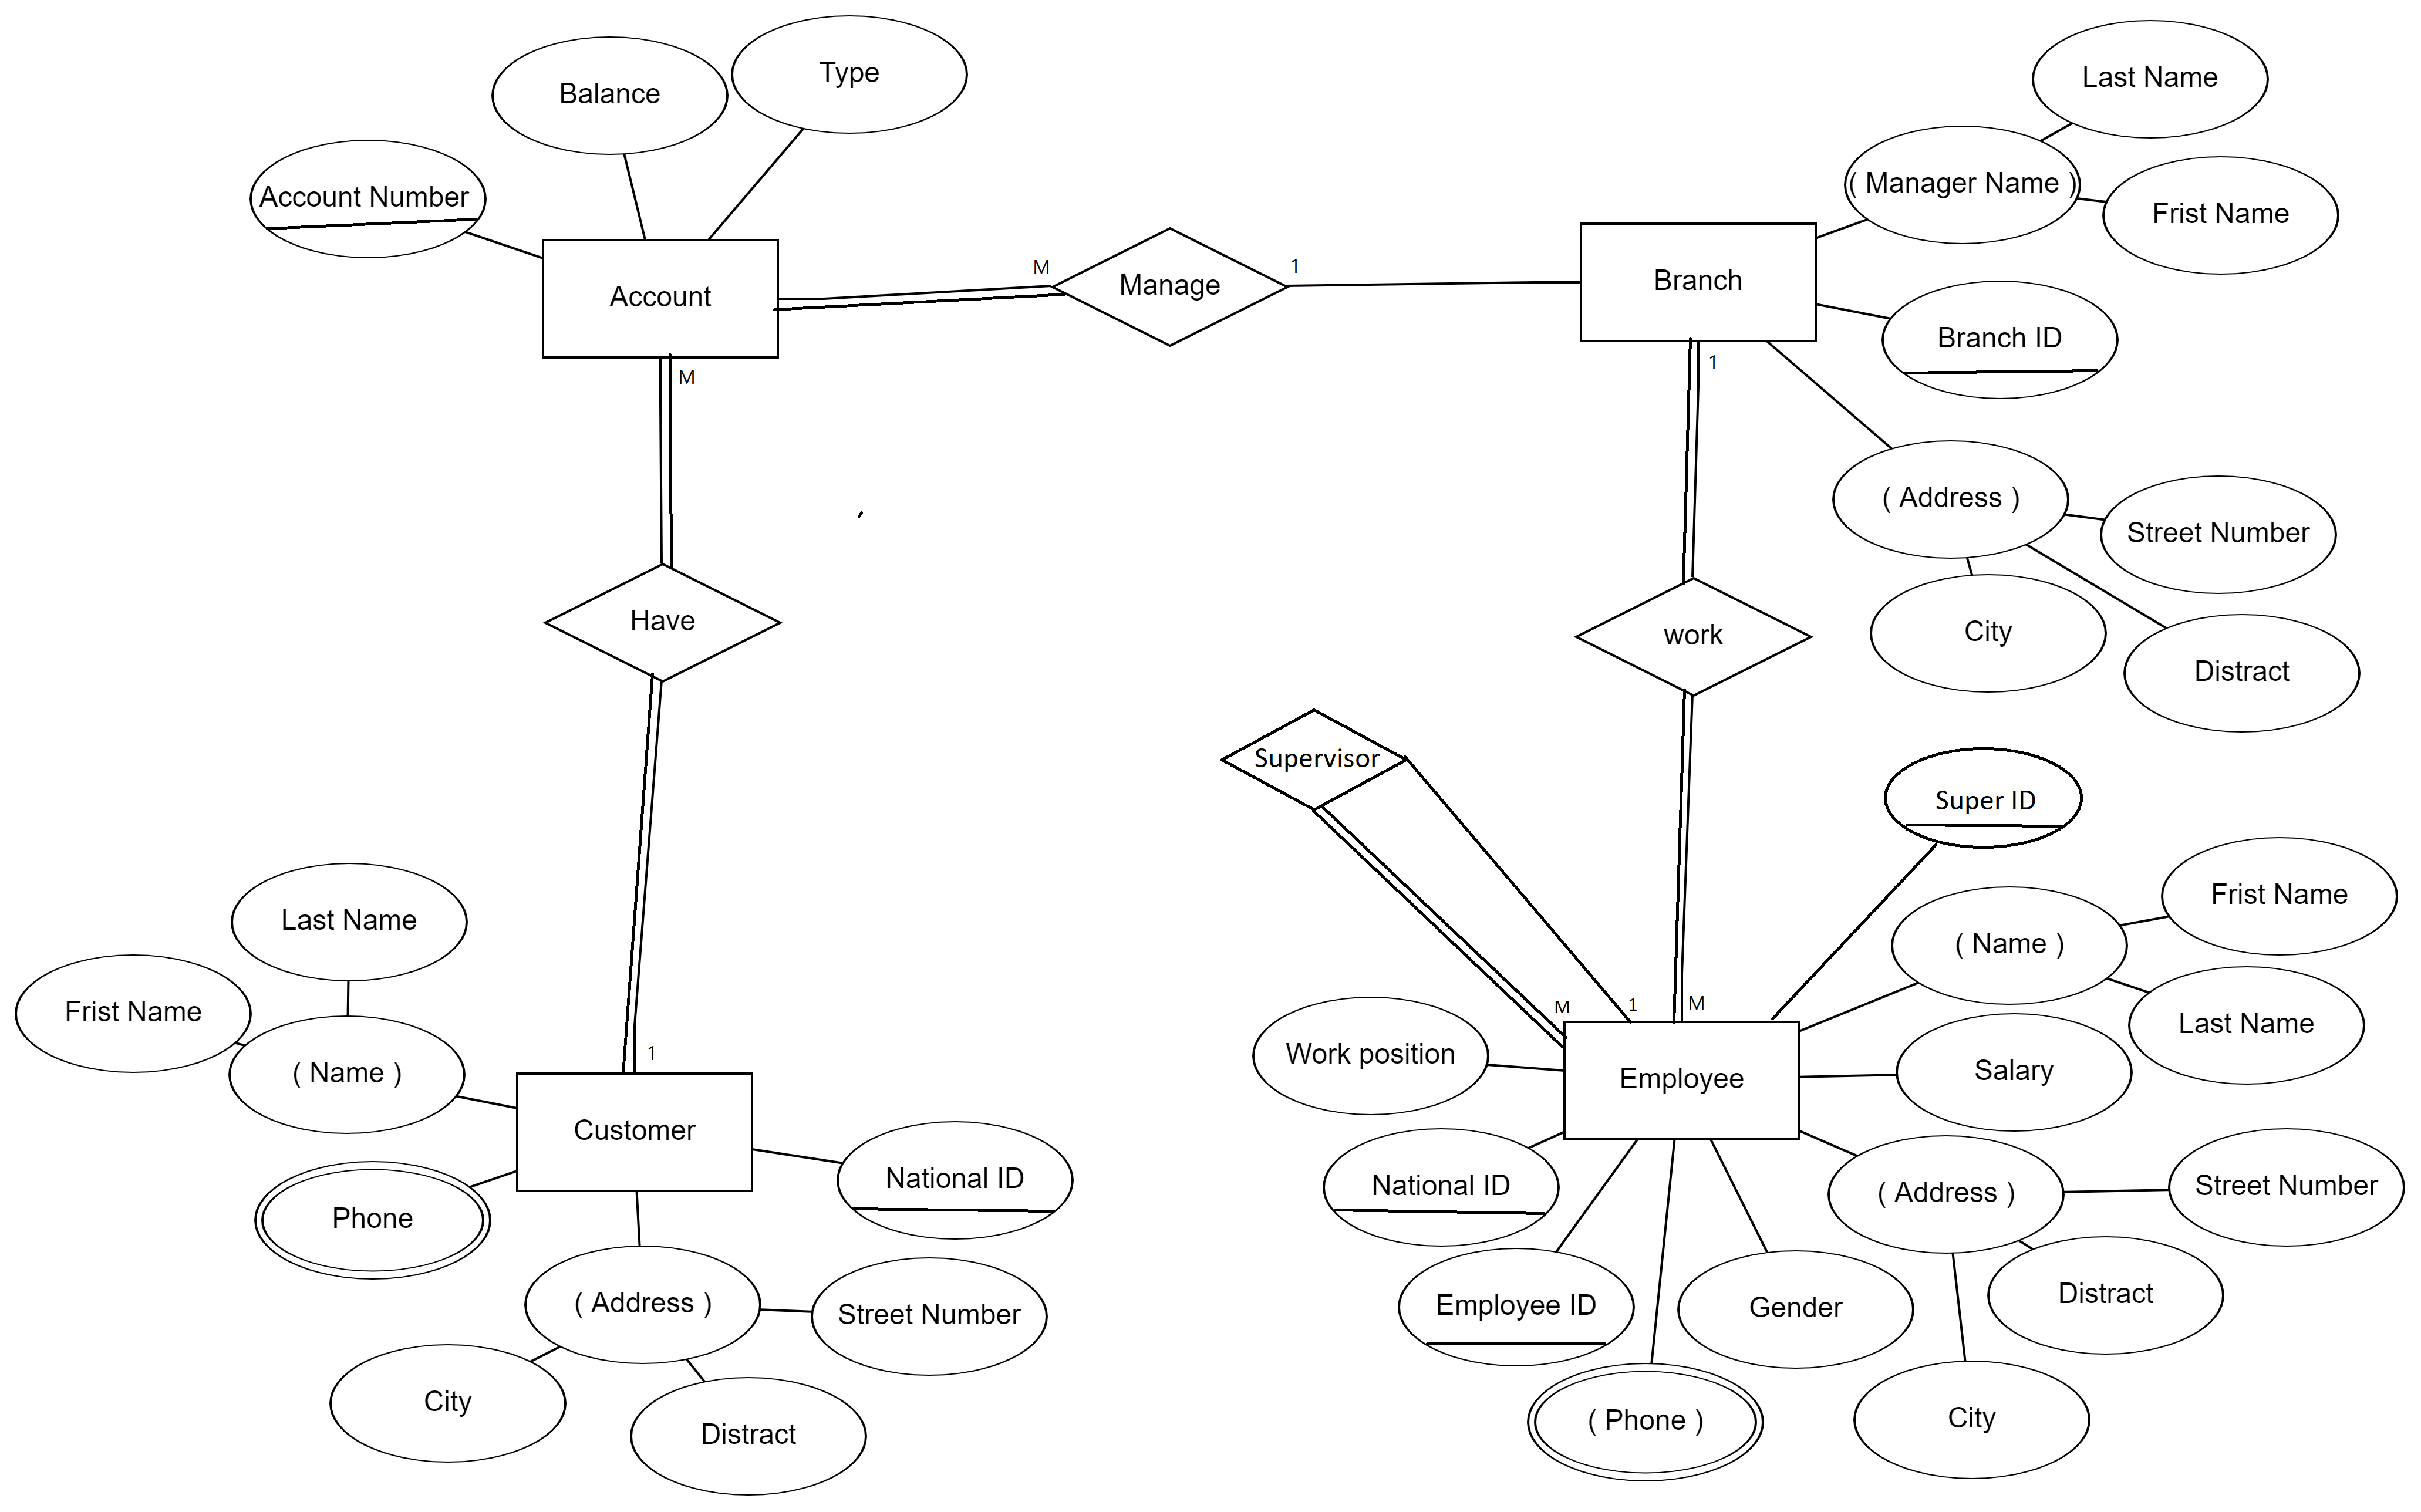 Last Name
Type
Balance
( Manager Name )
Account Number
Frist Name
M
1
Account
Manage
Branch
Branch ID
M
1
( Address )
Street Number
Have
work
City
Distract
Supervisor
Super ID
Frist Name
Last Name
( Name )
Frist Name
M
1
M
Last Name
1
Work position
Employee
Salary
( Name )
Customer
National ID
National ID
( Address )
Street Number
Phone
( Address )
Street Number
Employee ID
Gender
Distract
City
Distract
( Phone )
City